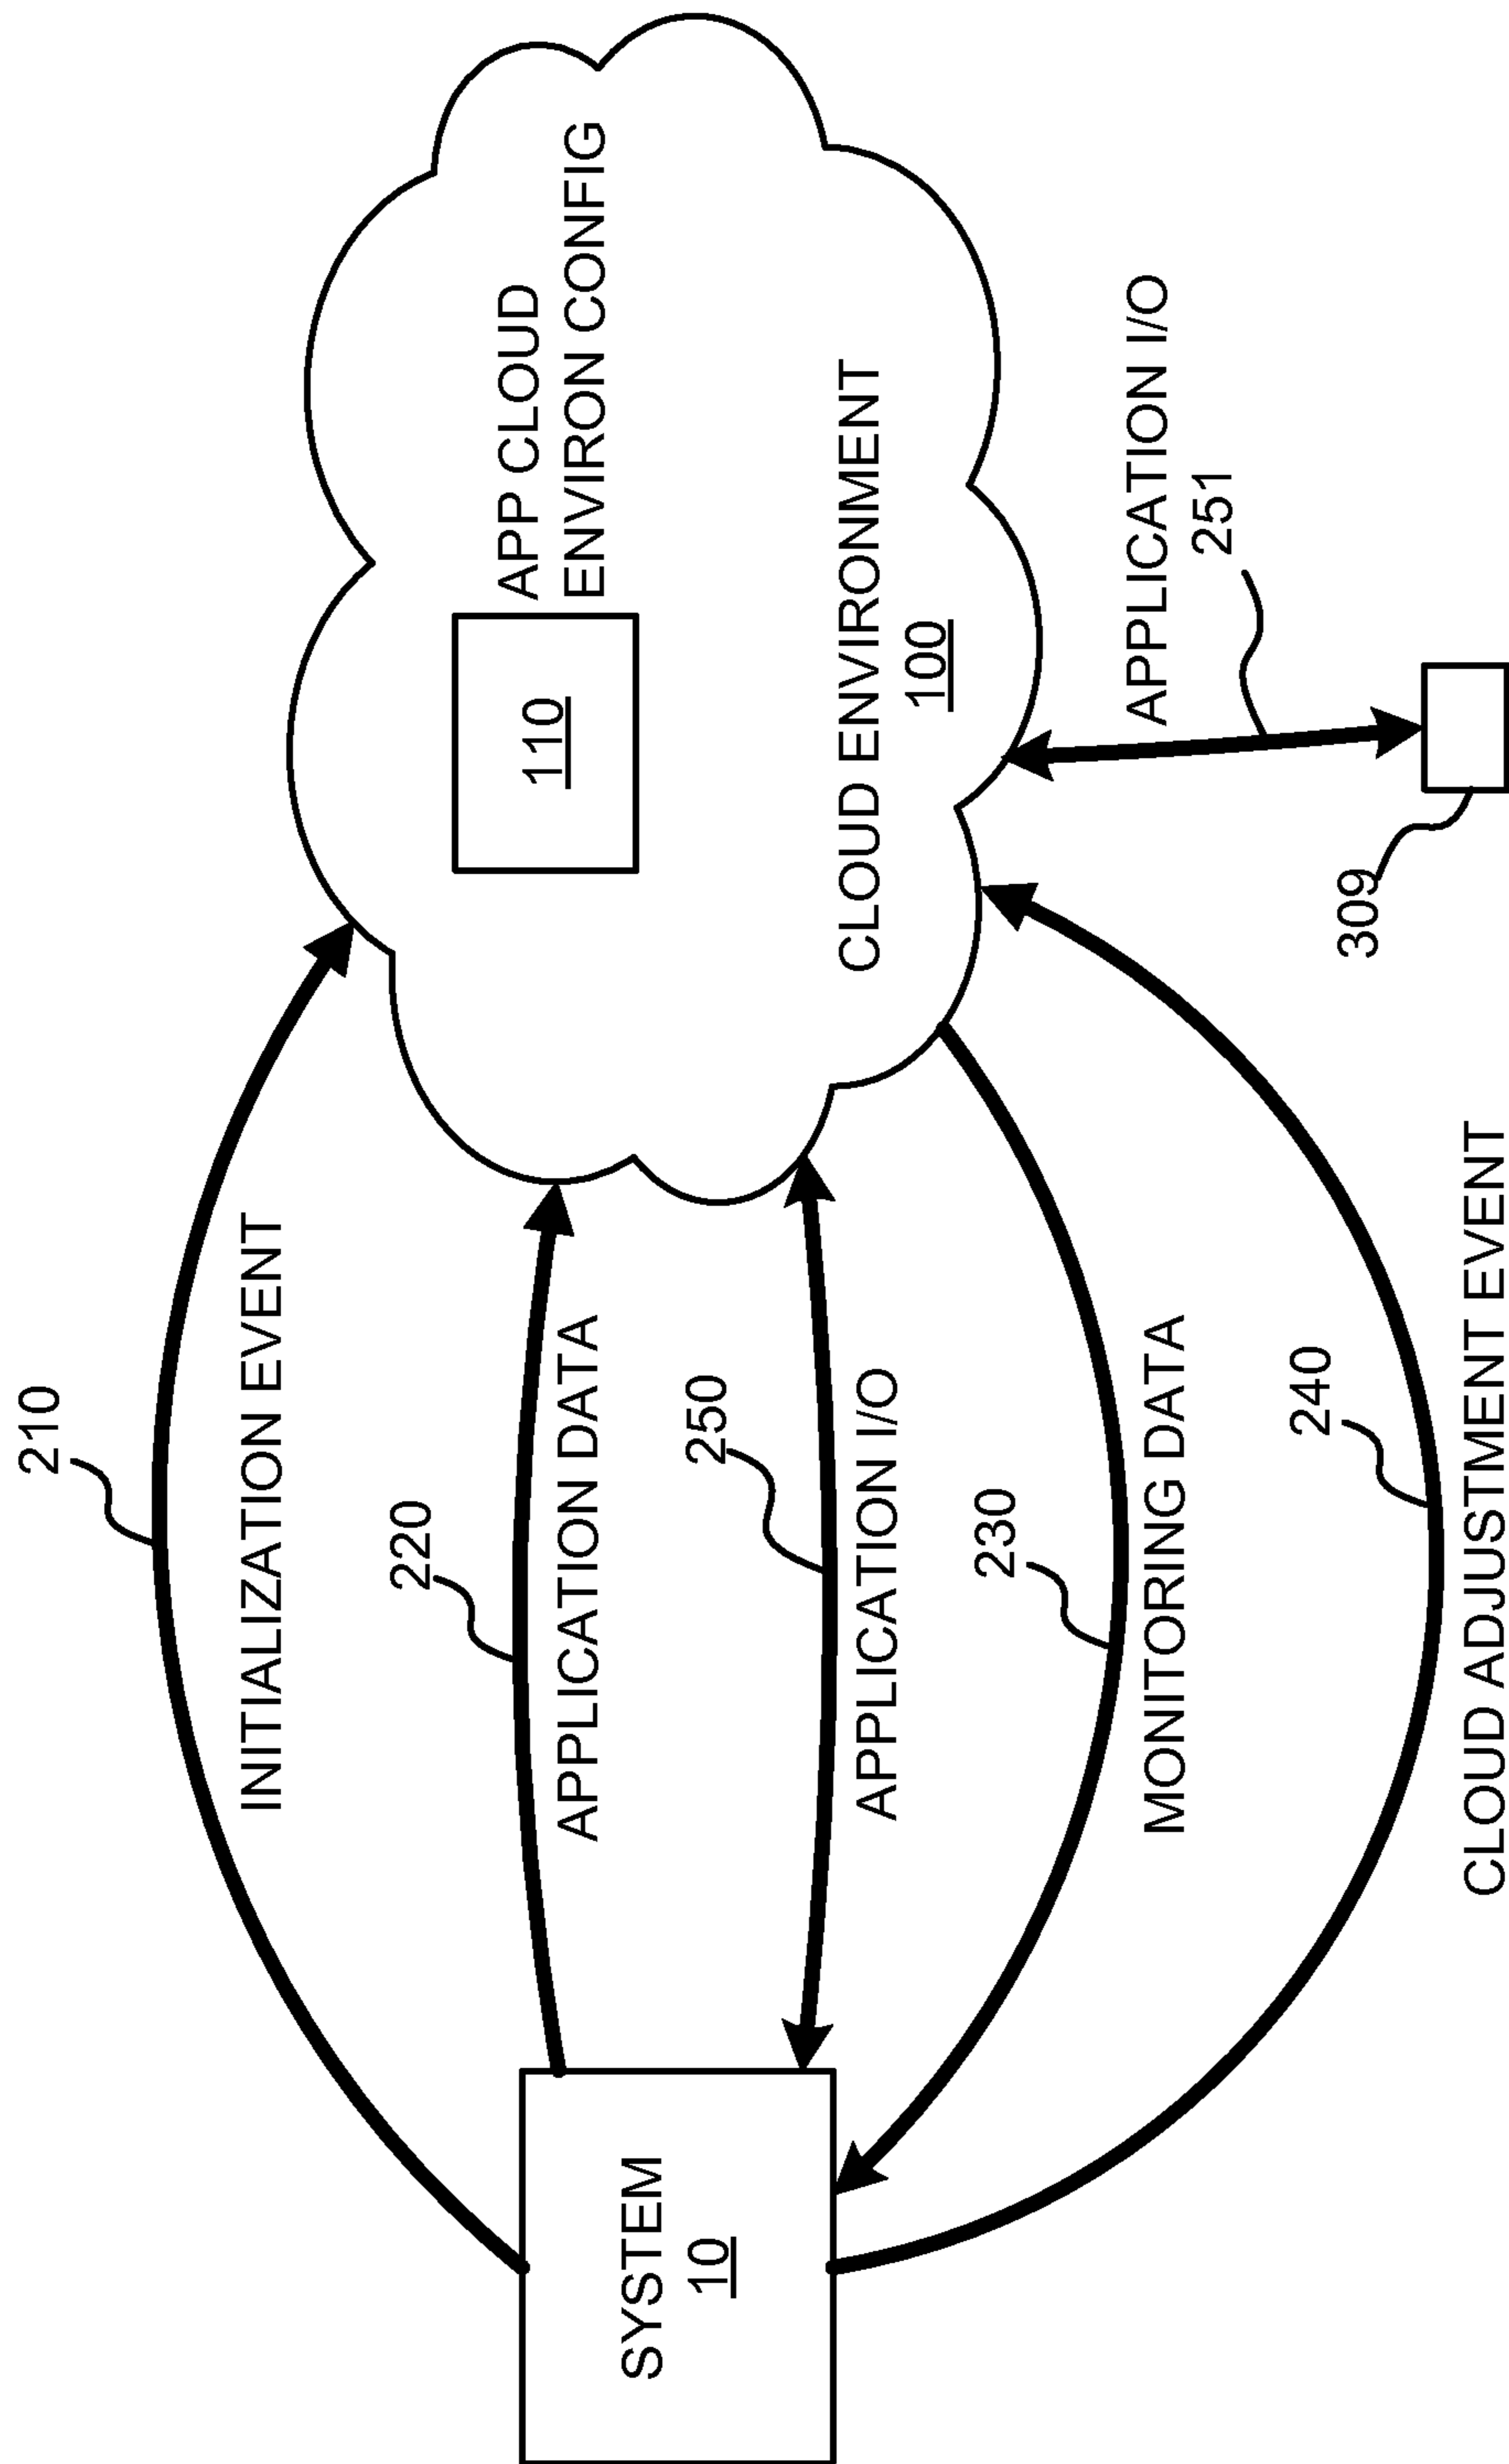 210
INITIALIZATION EVENT
220
APPLICATION DATA
250
APPLICATION I/O
230
MONITORING DATA
240
CLOUD ADJUSTMENT EVENT
SYSTEM
10
110
APP CLOUD
ENVIRON CONFIG
CLOUD ENVIRONMENT
100
APPLICATION I/O
251
309